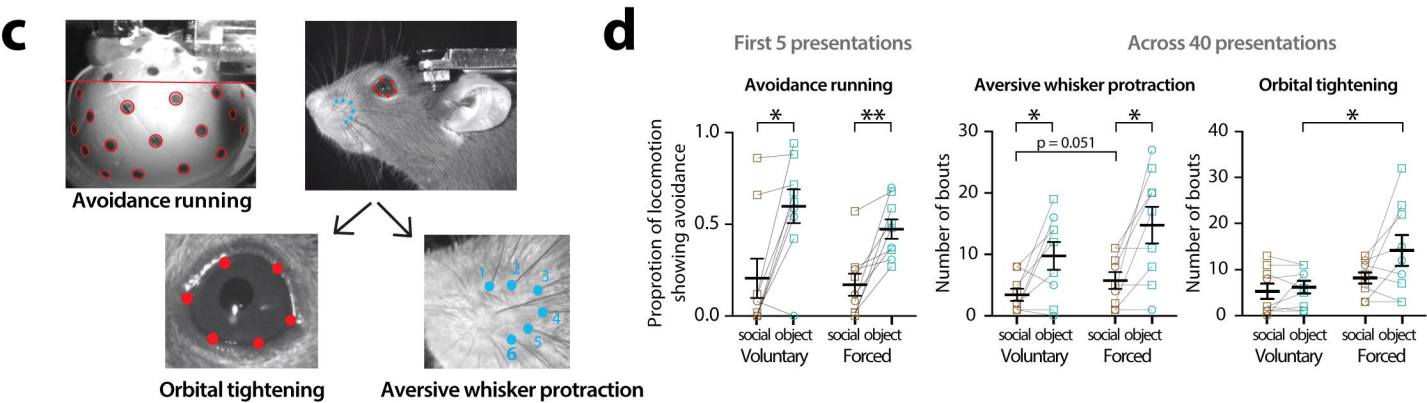 c
Avoidance running
Orbital tightening
1
2
3
4
5
6
Aversive whisker protraction
d
First 5 presentations
Across 40 presentations
Avoidance running
Proprotion of locomotion
showing avoidance
1.0
0.5
0.0
*
**
social object
Voluntary
social object
Forced
Aversive whisker protraction
Number of bouts
30
20
10
0
*
*
p = 0.051
social object
Voluntary
social object
Forced
Orbital tightening
Number of bouts
40
30
20
10
0
*
social object
Voluntary
social object
Forced